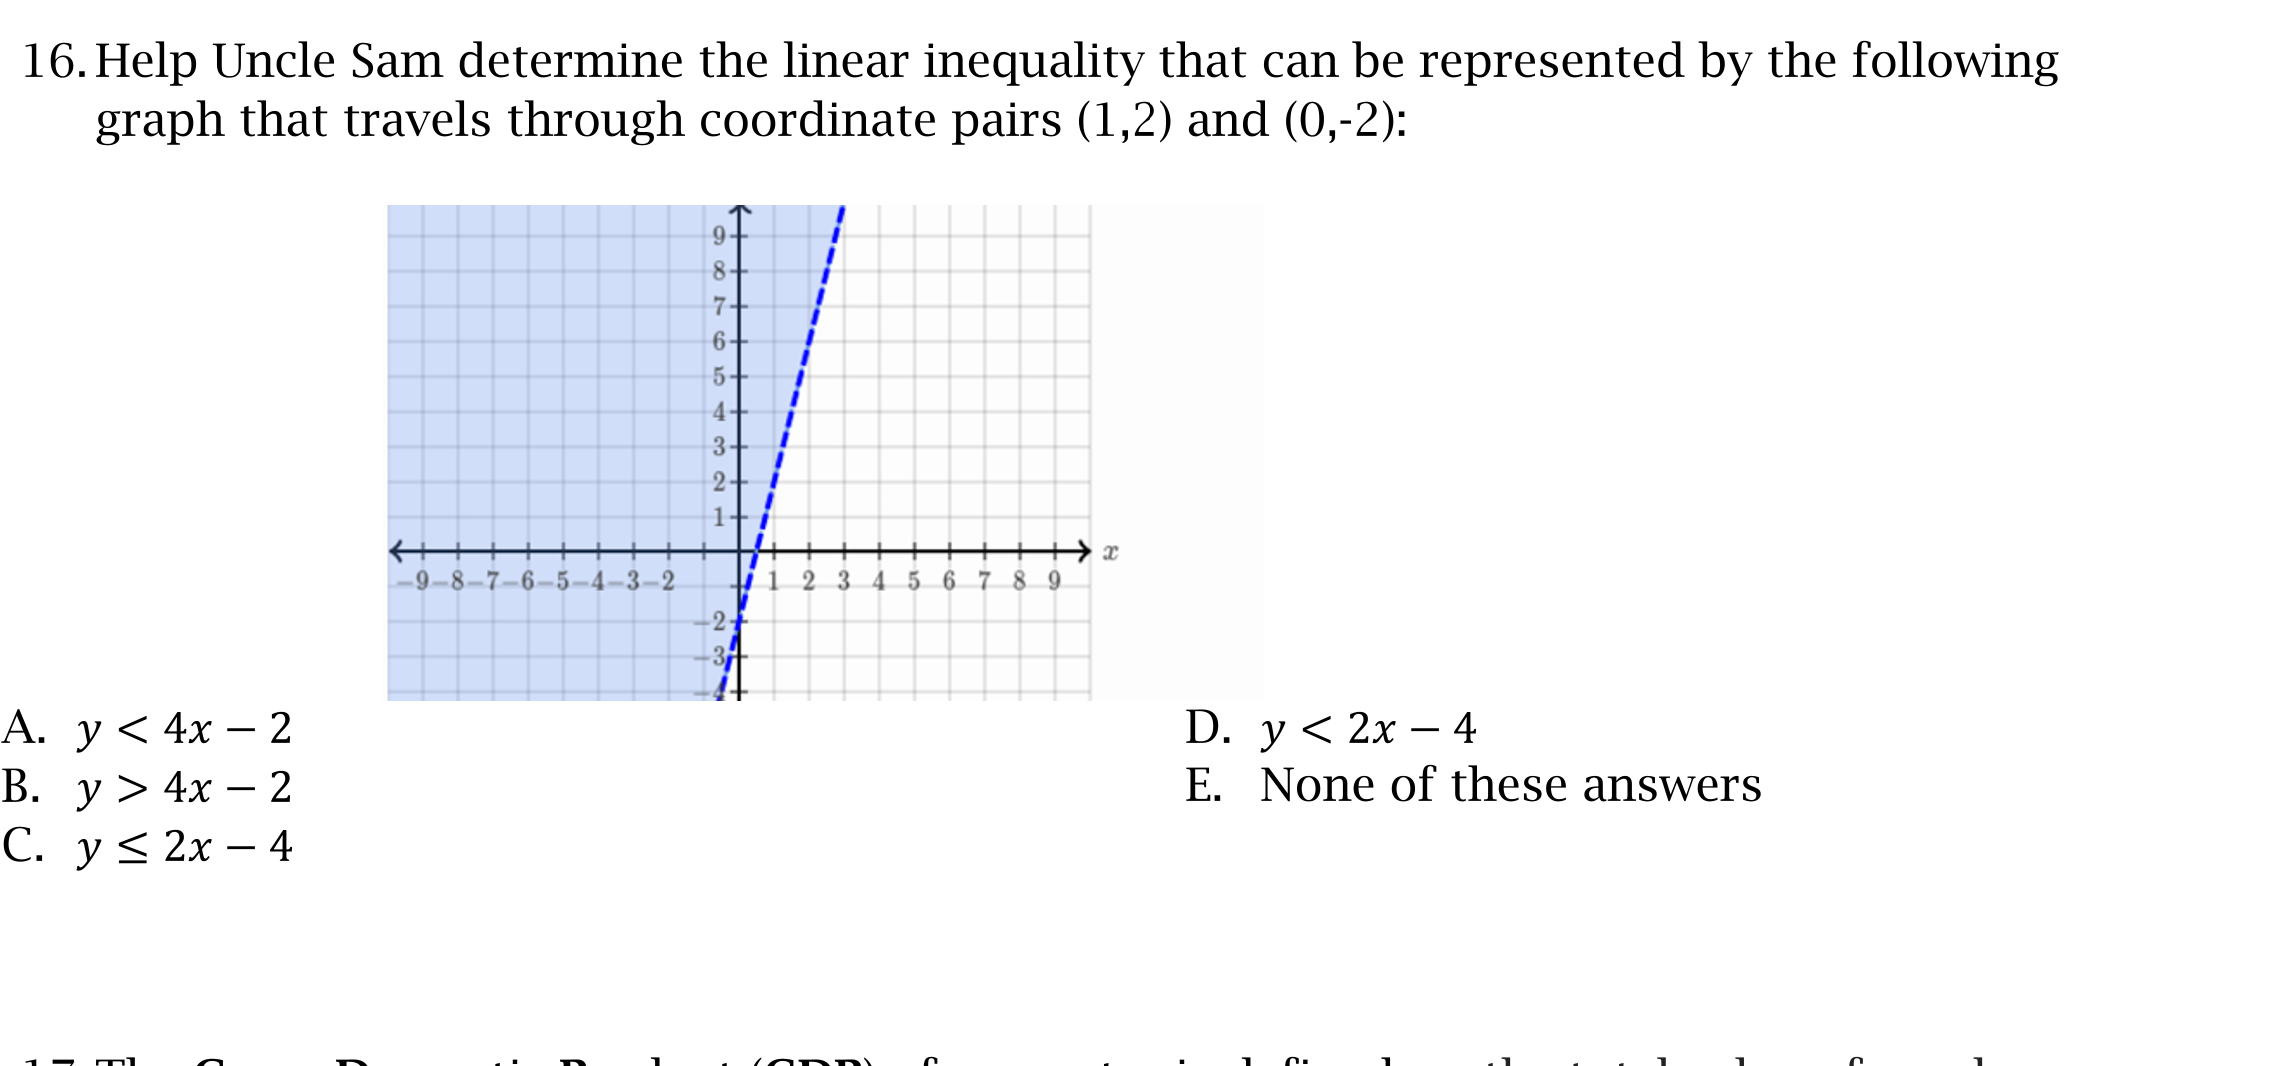 16. Help Uncle Sam determine the linear inequality that can be represented by the following
graph that travels through coordinate pairs (1,2) and (0,-2):
9
8
7
6
5
4
3
2
1
−9 −8 −7 −6 −5 −4 −3 −2 1 2 3 4 5 6 7 8 9 x
−2
−3
−4
A. y < 4x − 2
B. y > 4x − 2
C. y ≤ 2x − 4
D. y < 2x − 4
E. None of these answers